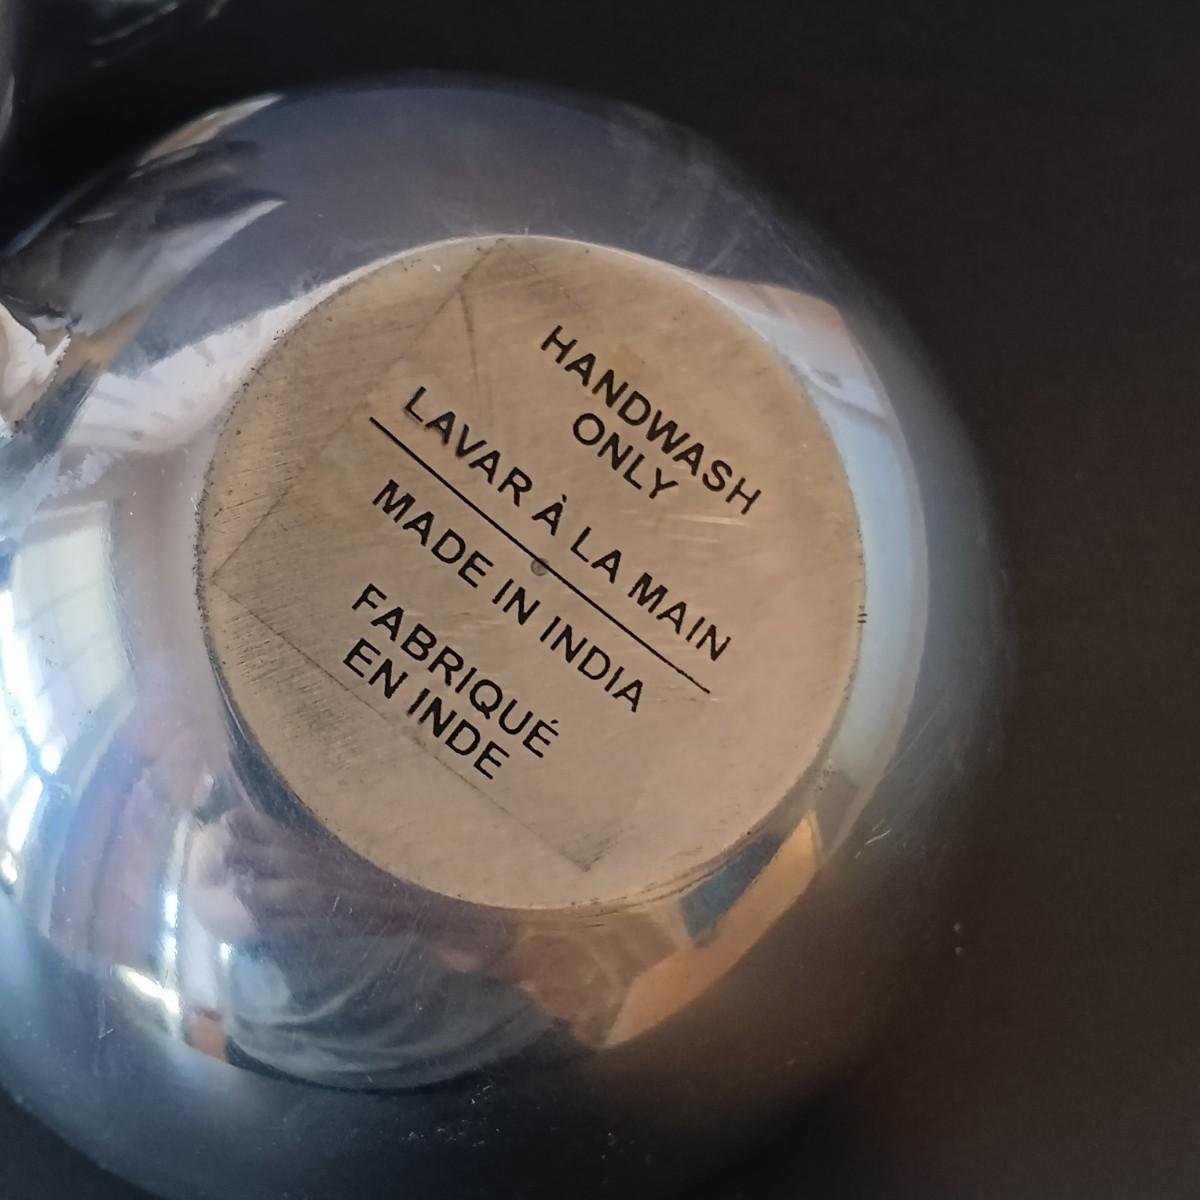 HANDWASH
ONLY
LAVAR À LA MAIN
MADE IN INDIA
FABRIQUÉ
EN INDE